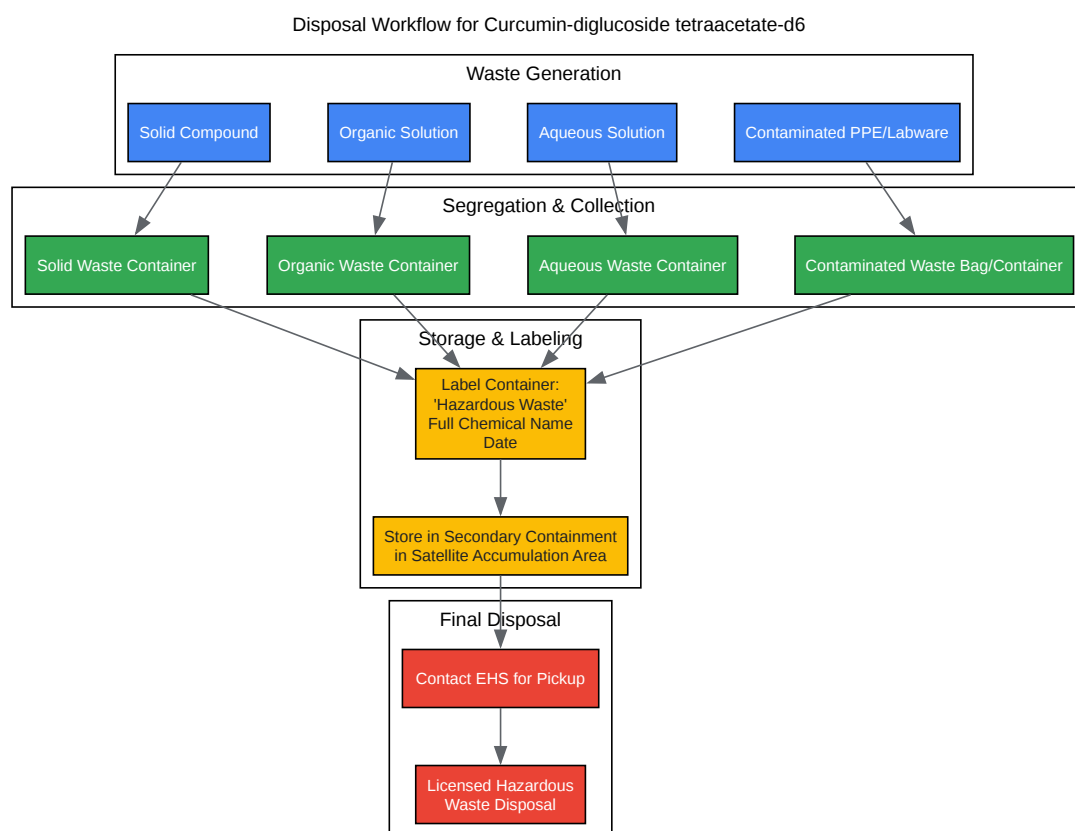 Disposal Workflow for Curcumin-diglucoside tetraacetate-d6
Waste Generation
Solid Compound
Organic Solution
Aqueous Solution
Contaminated PPE/Labware
Segregation & Collection
Solid Waste Container
Organic Waste Container
Aqueous Waste Container
Contaminated Waste Bag/Container
Storage & Labeling
Label Container:
'Hazardous Waste'
Full Chemical Name
Date
Store in Secondary Containment
in Satellite Accumulation Area
Final Disposal
Contact EHS for Pickup
Licensed Hazardous
Waste Disposal